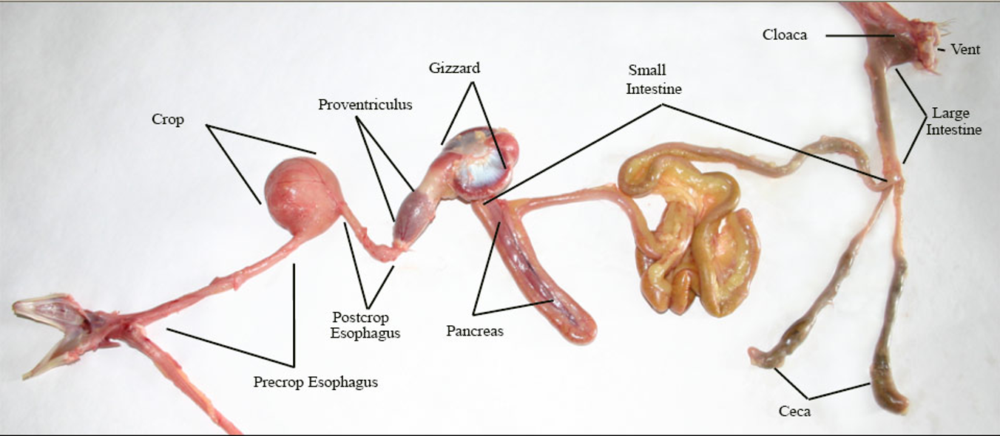 Cloaca
Vent
Gizzard
Small
Intestine
Proventriculus
Crop
Large
Intestine
Postcrop
Esophagus
Pancreas
Precrop Esophagus
Ceca